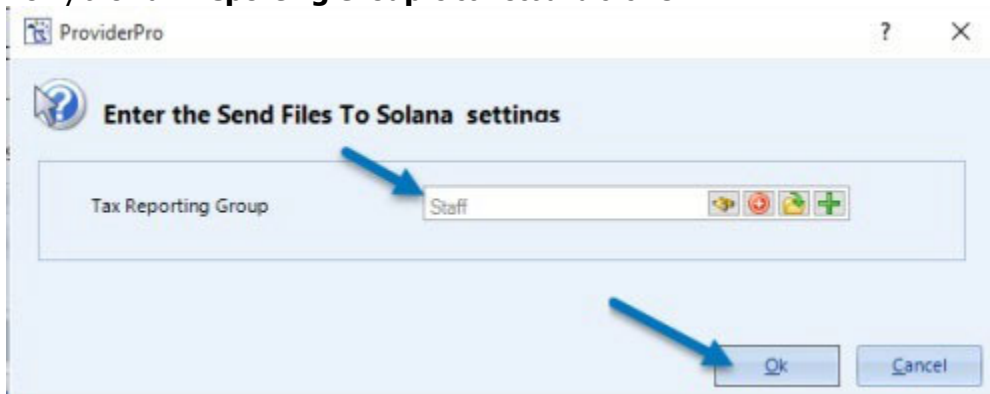 ProviderPro ? X
Enter the Send Files To Solana settings
Tax Reporting Group Staff
Ok Cancel